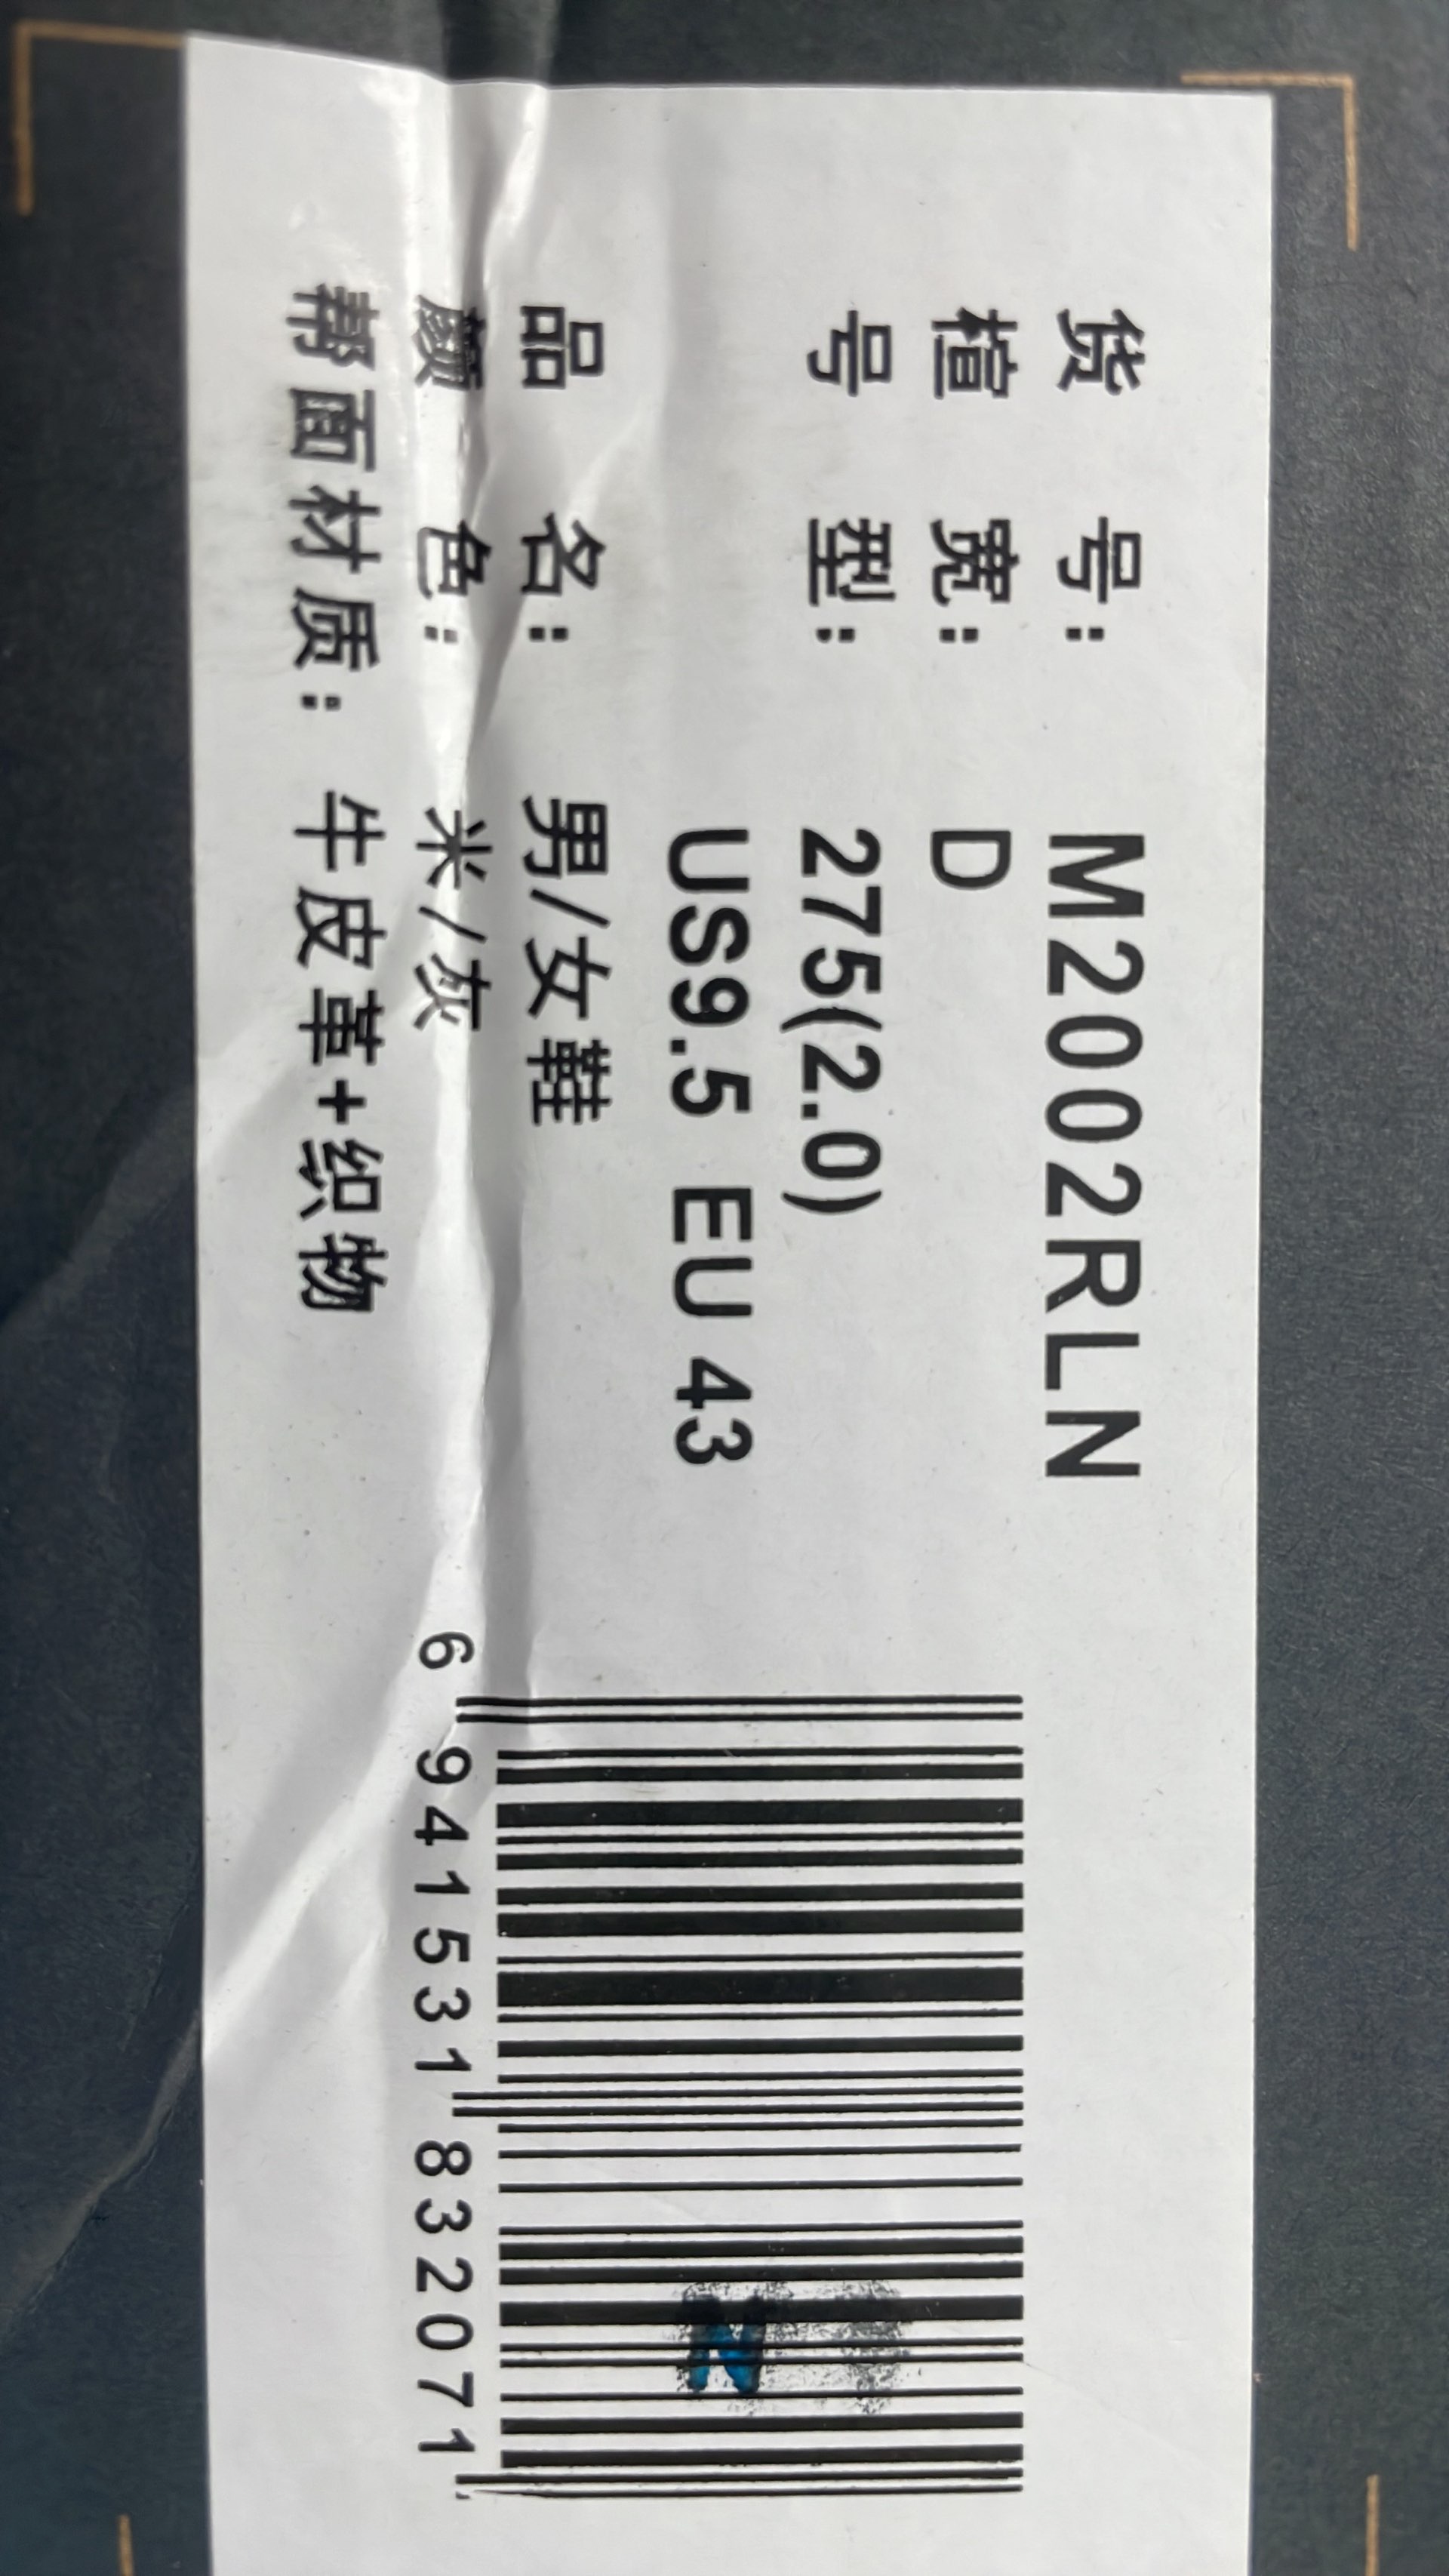 货 号： M2002RLN
楦 宽： D
号 型： 275(2.0)
US9.5 EU 43
品 名： 男/女鞋
颜 色： 米/灰
帮面材质： 牛皮革+织物
6 941531 832071